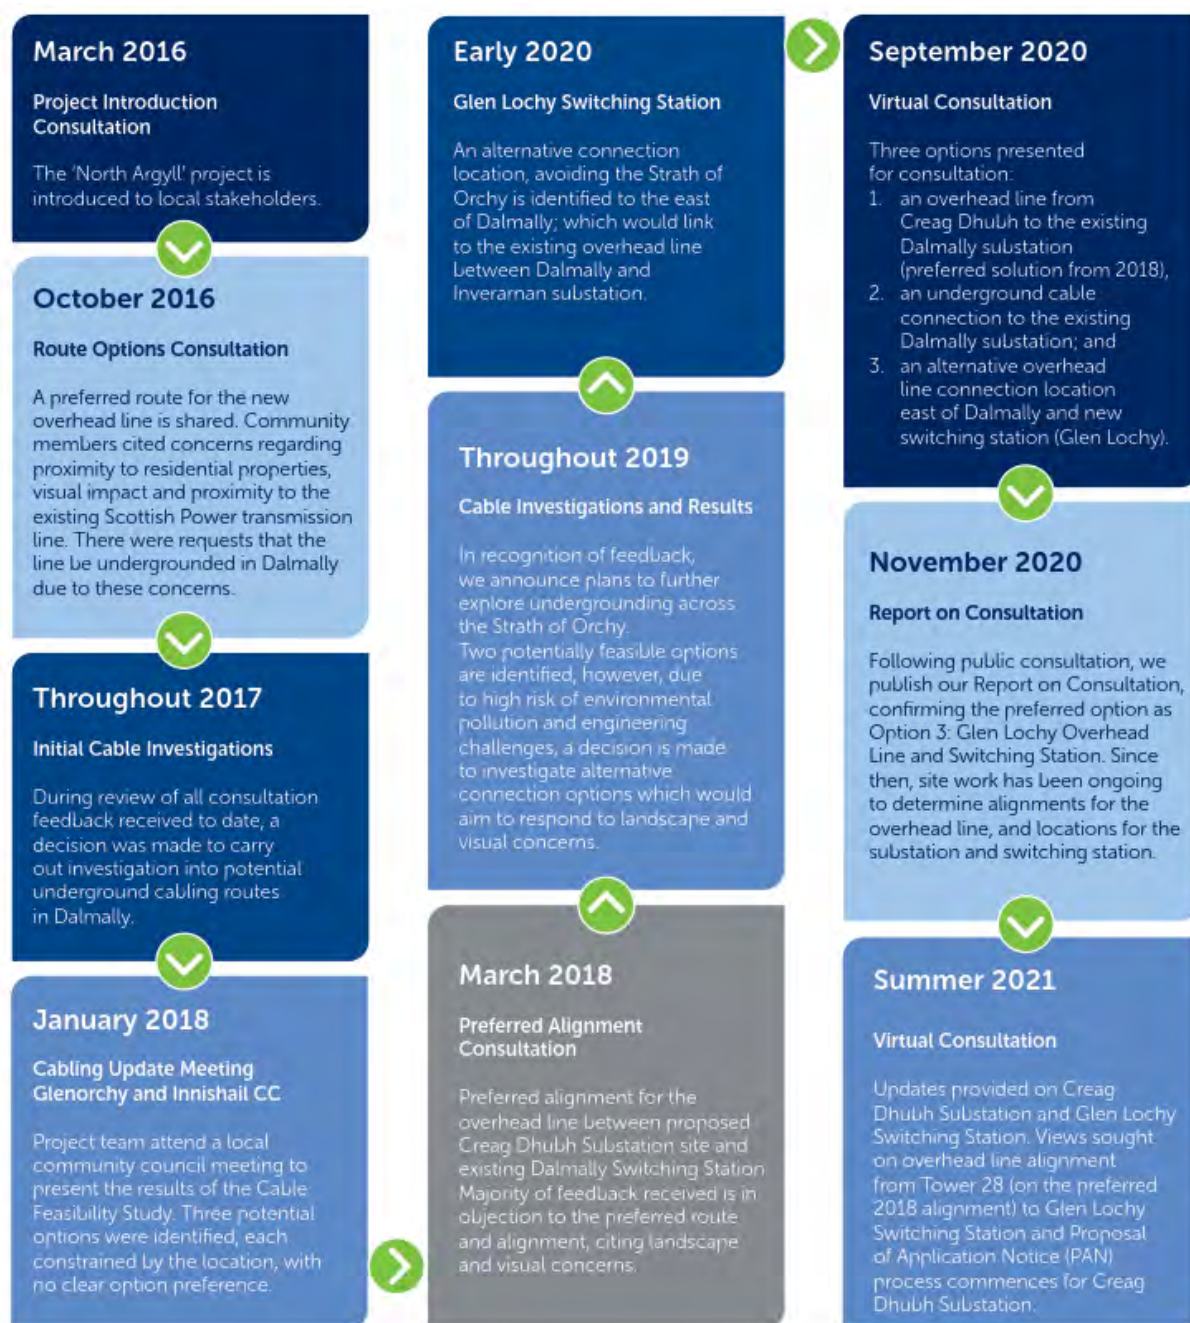 March 2016
Project Introduction
Consultation
The 'North Argyll' project is
introduced to local stakeholders.
October 2016
Route Options Consultation
A preferred route for the new
overhead line is shared. Community
members cited concerns regarding
proximity to residential properties,
visual impact and proximity to the
existing Scottish Power transmission
line. There were requests that the
line be undergrounded in Dalmally
due to these concerns.
Throughout 2017
Initial Cable Investigations
During review of all consultation
feedback received to date, a
decision was made to carry
out investigation into potential
underground cabling routes
in Dalmally.
January 2018
Cabling Update Meeting
Glenorchy and Innishail CC
Project team attend a local
community council meeting to
present the results of the Cable
Feasibility Study. Three potential
options were identified, each
constrained by the location, with
no clear option preference.
March 2018
Preferred Alignment
Consultation
Preferred alignment for the
overhead line between proposed
Creag Dhubh Substation site and
existing Dalmally Switching Station
Majority of feedback received is in
objection to the preferred route
and alignment, citing landscape
and visual concerns.
Throughout 2019
Cable Investigations and Results
In recognition of feedback,
we announce plans to further
explore undergrounding across
the Strath of Orchy.
Two potentially feasible options
are identified, however, due
to high risk of environmental
pollution and engineering
challenges, a decision is made
to investigate alternative
connection options which would
aim to respond to landscape and
visual concerns.
Early 2020
Glen Lochy Switching Station
An alternative connection
location, avoiding the Strath of
Orchy is identified to the east
of Dalmally; which would link
to the existing overhead line
between Dalmally and
Inverarnan substation.
September 2020
Virtual Consultation
Three options presented
for consultation:
1. an overhead line from
Creag Dhubh to the existing
Dalmally substation
(preferred solution from 2018),
2. an underground cable
connection to the existing
Dalmally substation; and
3. an alternative overhead
line connection location
east of Dalmally and new
switching station (Glen Lochy).
November 2020
Report on Consultation
Following public consultation, we
publish our Report on Consultation,
confirming the preferred option as
Option 3: Glen Lochy Overhead
Line and Switching Station. Since
then, site work has been ongoing
to determine alignments for the
overhead line, and locations for the
substation and switching station.
Summer 2021
Virtual Consultation
Updates provided on Creag
Dhubh Substation and Glen Lochy
Switching Station. Views sought
on overhead line alignment
from Tower 28 (on the preferred
2018 alignment) to Glen Lochy
Switching Station and Proposal
of Application Notice (PAN)
process commences for Creag
Dhubh Substation.